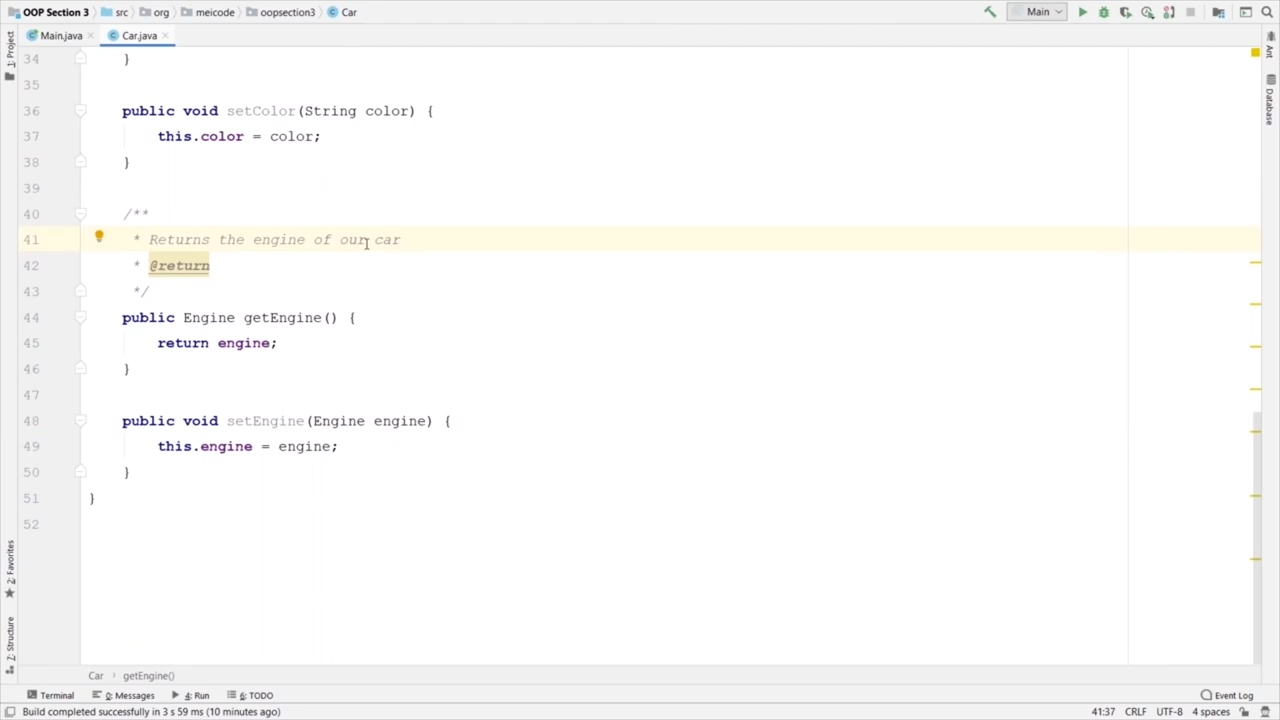 OOP Section 3 src org meicode oopsection3 Car Main
Main.java Car.java
1: Project
Ant
Database
34 }
35
36 public void setColor(String color) {
37 this.color = color;
38 }
39
40 /**
41 * Returns the engine of our car
42 * @return
43 */
44 public Engine getEngine() {
45 return engine;
46 }
47
48 public void setEngine(Engine engine) {
49 this.engine = engine;
50 }
51 }
52
2: Favorites
Z: Structure
Car › getEngine()
Terminal 0: Messages 4: Run 6: TODO Event Log
Build completed successfully in 3 s 59 ms (10 minutes ago) 41:37 CRLF UTF-8 4 spaces